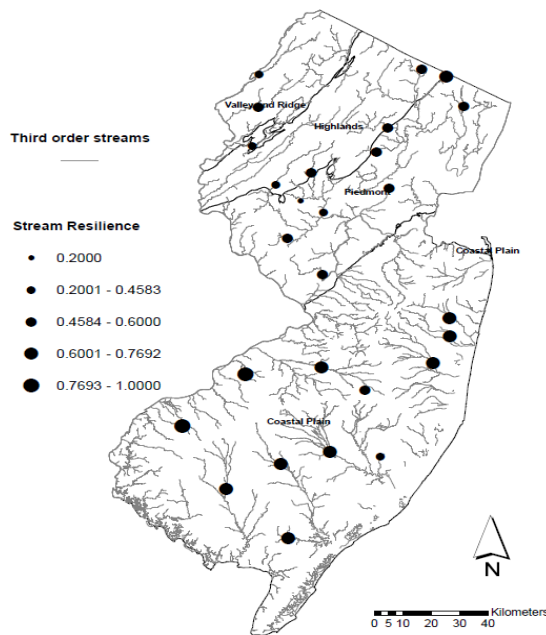 Valley and Ridge
Third order streams
Highlands
Piedmont
Stream Resilience
0.2000
0.2001 - 0.4583
0.4584 - 0.6000
0.6001 - 0.7692
0.7693 - 1.0000
Coastal Plain
Coastal Plain
N
Kilometers
0 5 10 20 30 40